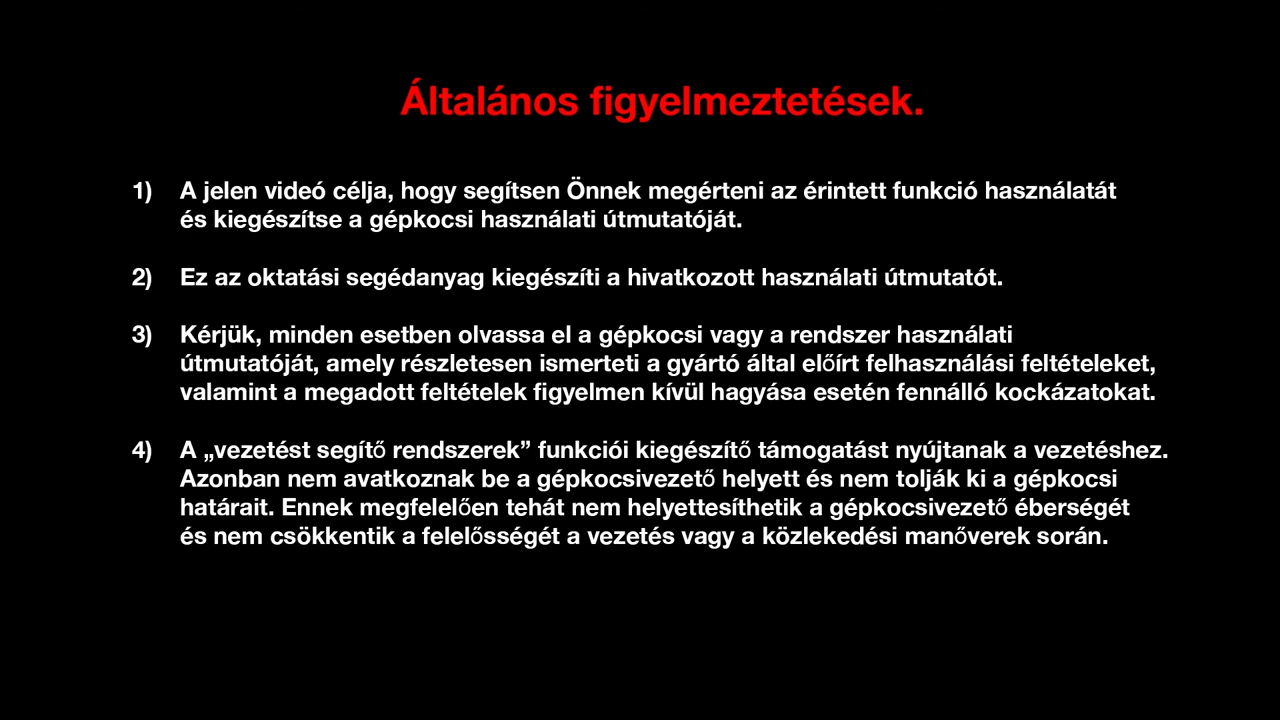 Általános figyelmeztetések.
1) A jelen videó célja, hogy segítsen Önnek megérteni az érintett funkció használatát
és kiegészítse a gépkocsi használati útmutatóját.
2) Ez az oktatási segédanyag kiegészíti a hivatkozott használati útmutatót.
3) Kérjük, minden esetben olvassa el a gépkocsi vagy a rendszer használati
útmutatóját, amely részletesen ismerteti a gyártó által előírt felhasználási feltételeket,
valamint a megadott feltételek figyelmen kívül hagyása esetén fennálló kockázatokat.
4) A „vezetést segítő rendszerek” funkciói kiegészítő támogatást nyújtanak a vezetéshez.
Azonban nem avatkoznak be a gépkocsivezető helyett és nem tolják ki a gépkocsi
határait. Ennek megfelelően tehát nem helyettesíthetik a gépkocsivezető éberségét
és nem csökkentik a felelősségét a vezetés vagy a közlekedési manőverek során.